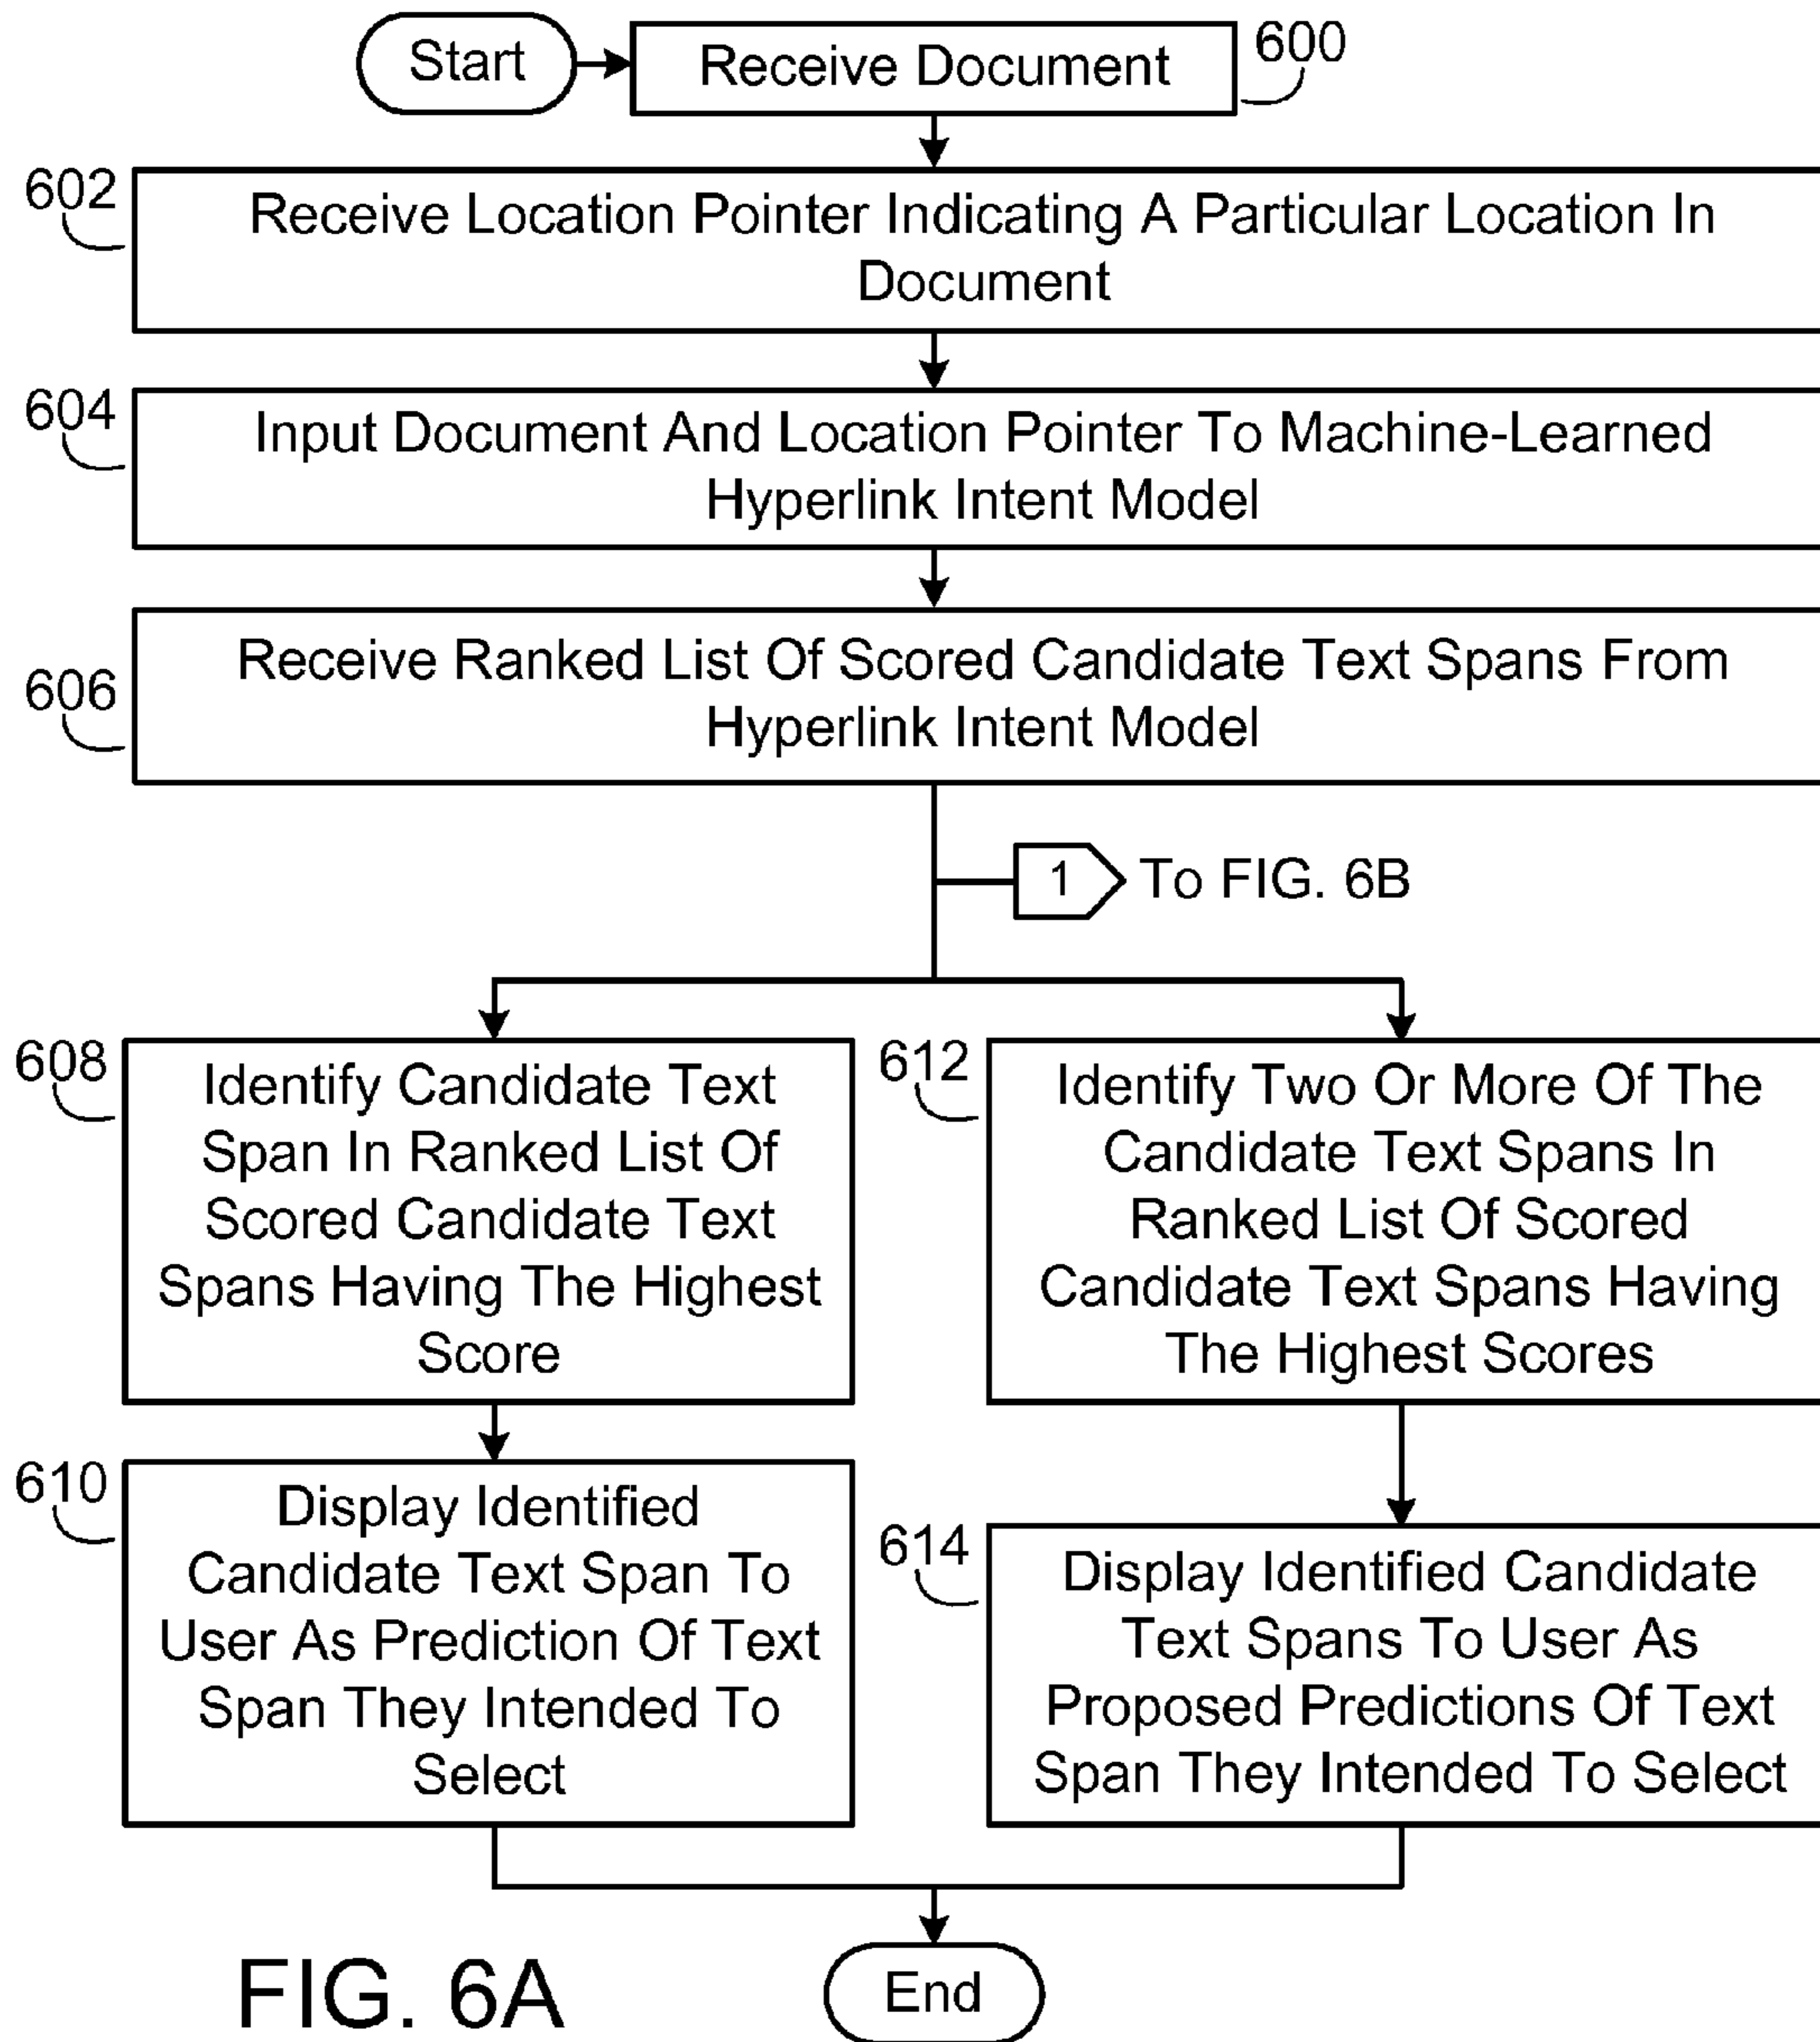 Start
Receive Document
600
602
Receive Location Pointer Indicating A Particular Location In
Document
604
Input Document And Location Pointer To Machine-Learned
Hyperlink Intent Model
606
Receive Ranked List Of Scored Candidate Text Spans From
Hyperlink Intent Model
1
To FIG. 6B
608
Identify Candidate Text
Span In Ranked List Of
Scored Candidate Text
Spans Having The Highest
Score
612
Identify Two Or More Of The
Candidate Text Spans In
Ranked List Of Scored
Candidate Text Spans Having
The Highest Scores
610
Display Identified
Candidate Text Span To
User As Prediction Of Text
Span They Intended To
Select
614
Display Identified Candidate
Text Spans To User As
Proposed Predictions Of Text
Span They Intended To Select
End
FIG. 6A